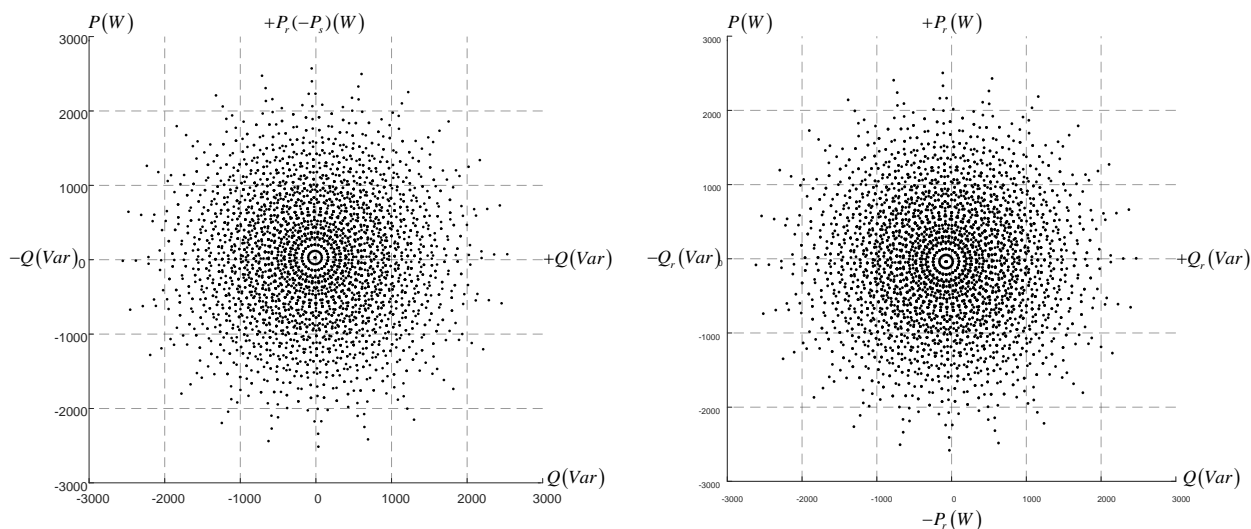 P(W) +P_r(−P_s)(W)
3000
2000
1000
−Q(Var) 0 +Q(Var)
-1000
-2000
-3000
Q(Var)
-3000 -2000 -1000 0 1000 2000 3000
P(W) +P_r(W)
3000
2000
1000
−Q_r(Var) 0 +Q_r(Var)
-1000
-2000
-3000
Q(Var)
-3000 -2000 -1000 0 1000 2000 3000
−P_r(W)